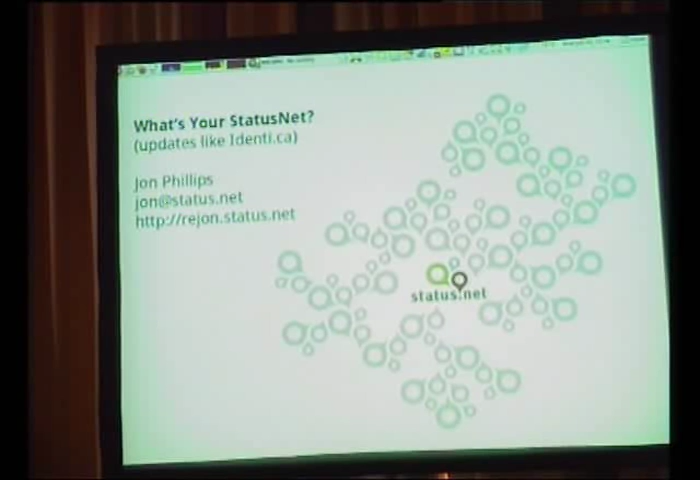 What's Your StatusNet?
(updates like Identi.ca)
Jon Phillips
jon@status.net
http://rejon.status.net
status.net